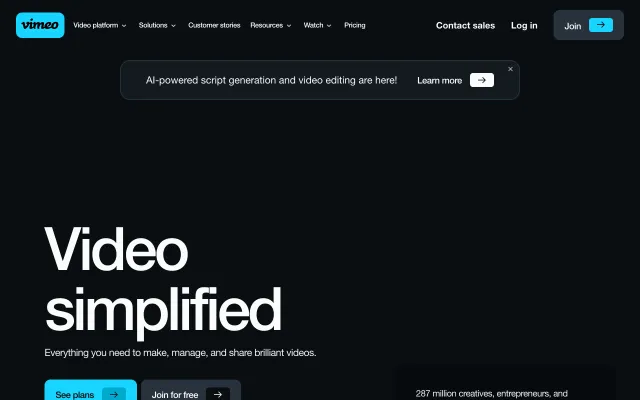 vimeo
Video platform
Solutions
Customer stories
Resources
Watch
Pricing
Contact sales
Log in
Join
AI-powered script generation and video editing are here!
Learn more
Video
simplified
Everything you need to make, manage, and share brilliant videos.
See plans
Join for free
287 million creatives, entrepreneurs, and